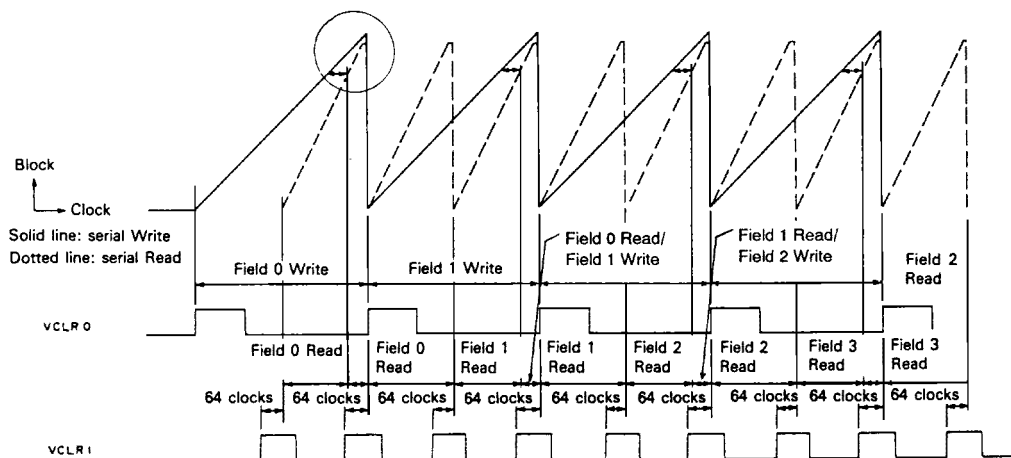 Block
Clock
Solid line: serial Write
Dotted line: serial Read
Field 0 Write
Field 1 Write
Field 0 Read/
Field 1 Write
Field 1 Read/
Field 2 Write
Field 2
Read
VCLR 0
Field 0 Read
Field 0
Read
Field 1
Read
Field 1
Read
Field 2
Read
Field 2
Read
Field 3
Read
Field 3
Read
64 clocks 64 clocks 64 clocks 64 clocks 64 clocks 64 clocks 64 clocks 64 clocks 64 clocks
VCLR 1